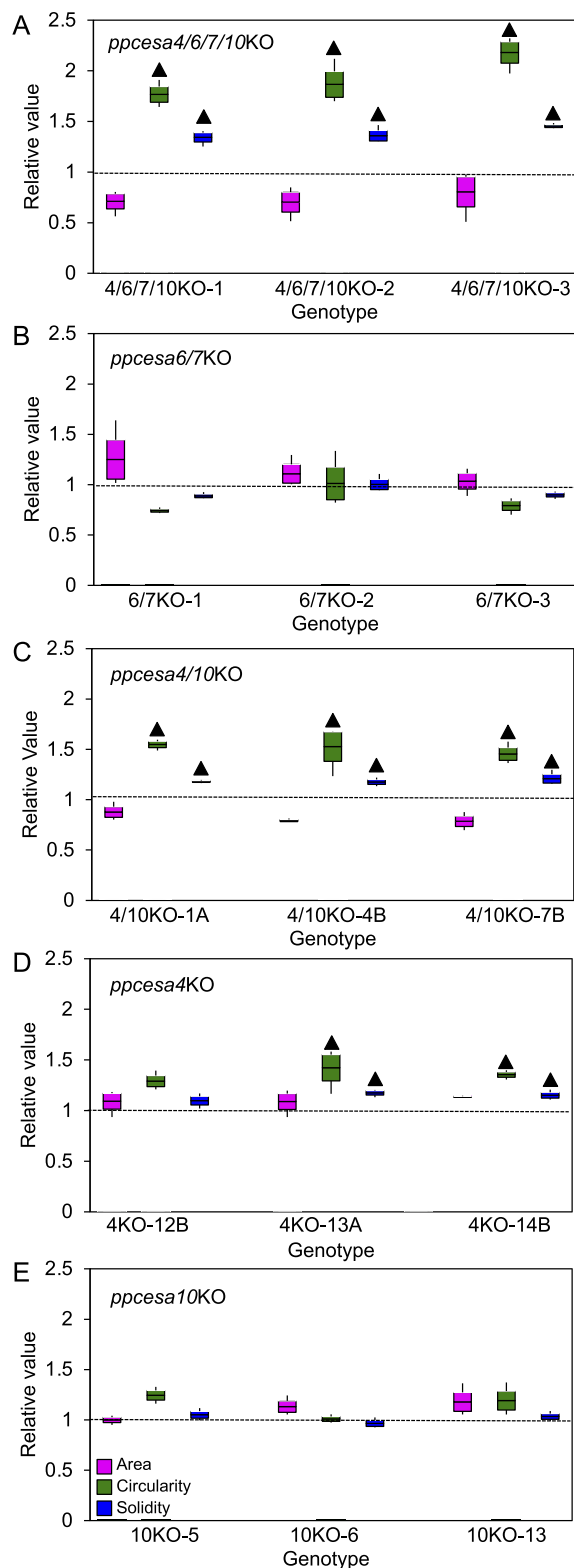 A
ppcesa4/6/7/10KO
2.5
2
1.5
1
0.5
0
Relative value
4/6/7/10KO-1 4/6/7/10KO-2 4/6/7/10KO-3
Genotype
B
ppcesa6/7KO
2.5
2
1.5
1
0.5
0
Relative value
6/7KO-1 6/7KO-2 6/7KO-3
Genotype
C
ppcesa4/10KO
2.5
2
1.5
1
0.5
0
Relative Value
4/10KO-1A 4/10KO-4B 4/10KO-7B
Genotype
D
ppcesa4KO
2.5
2
1.5
1
0.5
0
Relative value
4KO-12B 4KO-13A 4KO-14B
Genotype
E
ppcesa10KO
2.5
2
1.5
1
0.5
0
Relative value
Area
Circularity
Solidity
10KO-5 10KO-6 10KO-13
Genotype